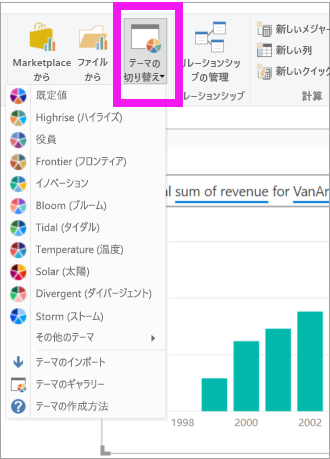 Marketplace
から
ファイル
から
テーマの
切り替え
リレーションシッ
プの管理
リレーションシップ
新しいメジャー
新しい列
新しいクイック
計算
既定値
Highrise (ハイライズ)
役員
Frontier (フロンティア)
イノベーション
Bloom (ブルーム)
Tidal (タイダル)
Temperature (温度)
Solar (太陽)
Divergent (ダイバージェント)
Storm (ストーム)
その他のテーマ
テーマのインポート
テーマのギャラリー
テーマの作成方法
al sum of revenue for VanAr
1998
2000
2002